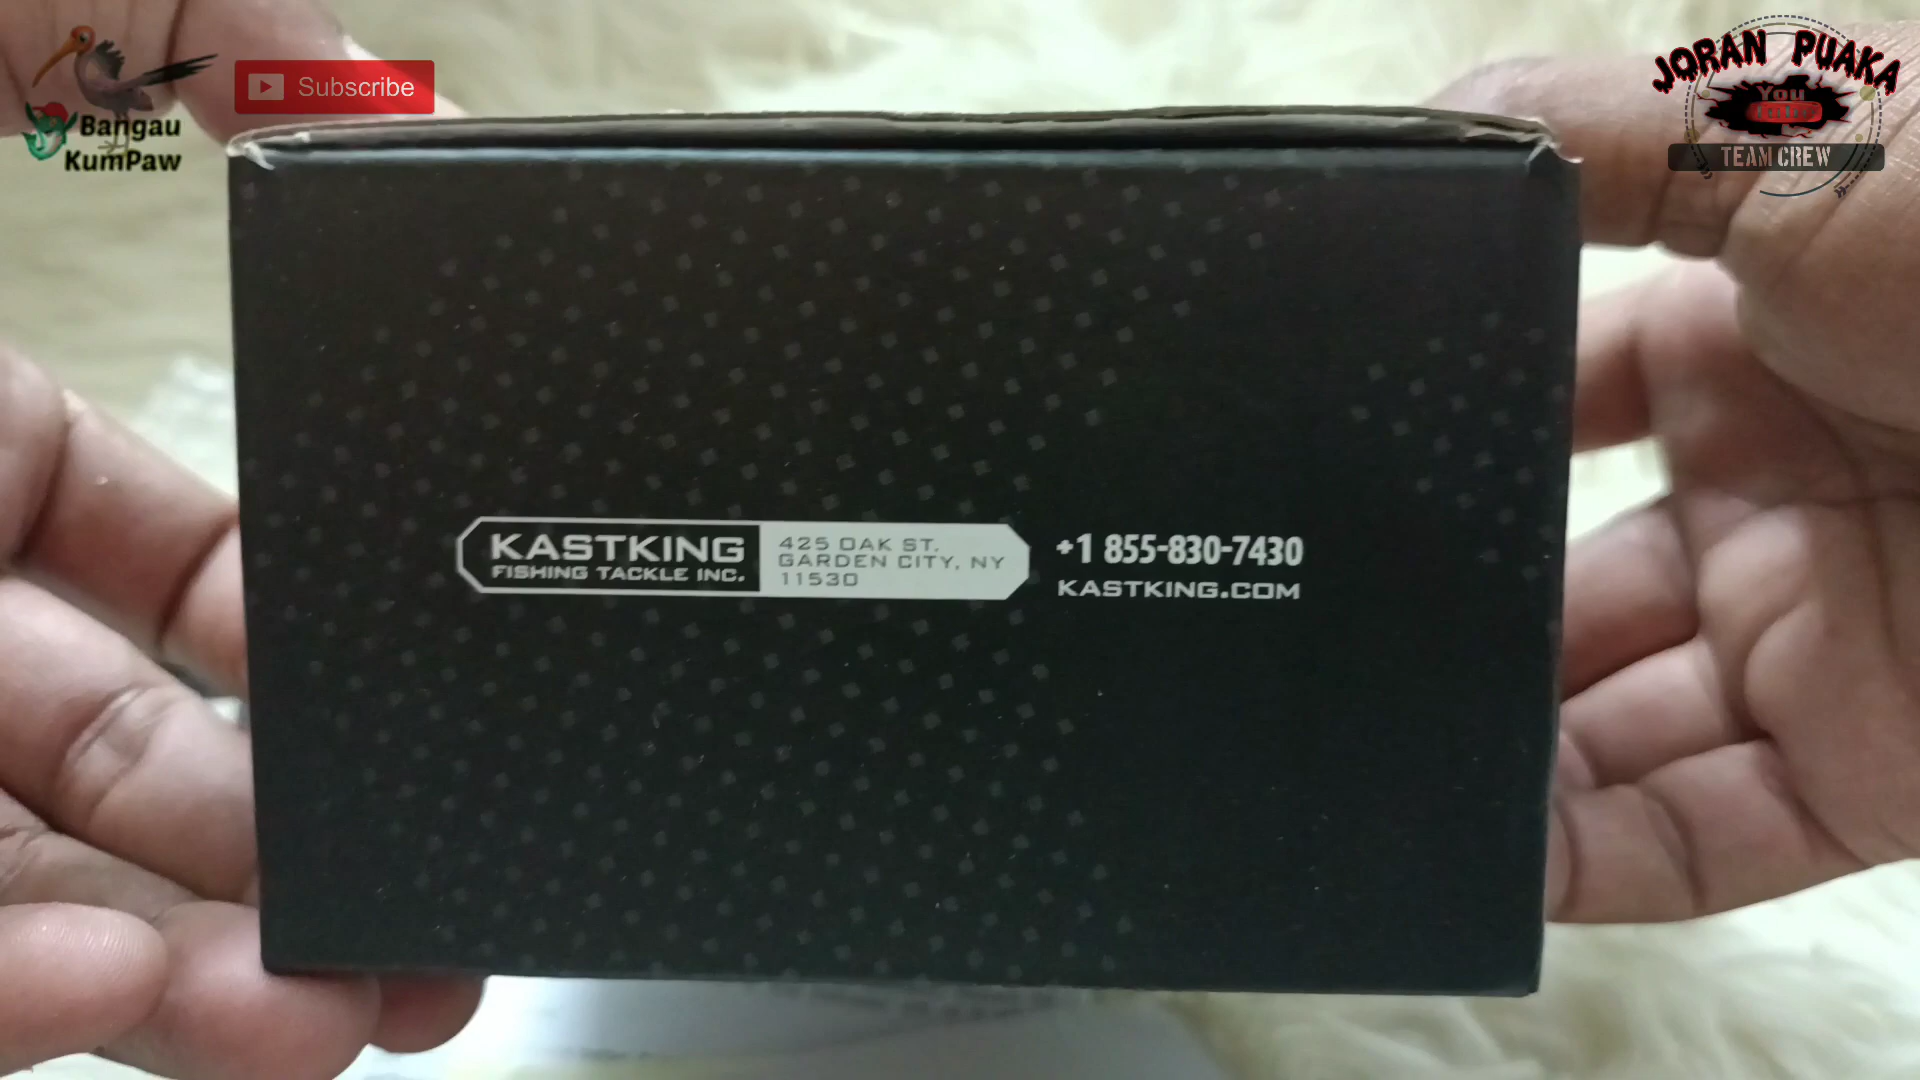 Bangau
KumPaw
Subscribe
JORAN PUAKA
You
TEAM CREW
KASTKING
FISHING TACKLE INC.
425 OAK ST.
GARDEN CITY, NY
11530
+1 855-830-7430
KASTKING.COM